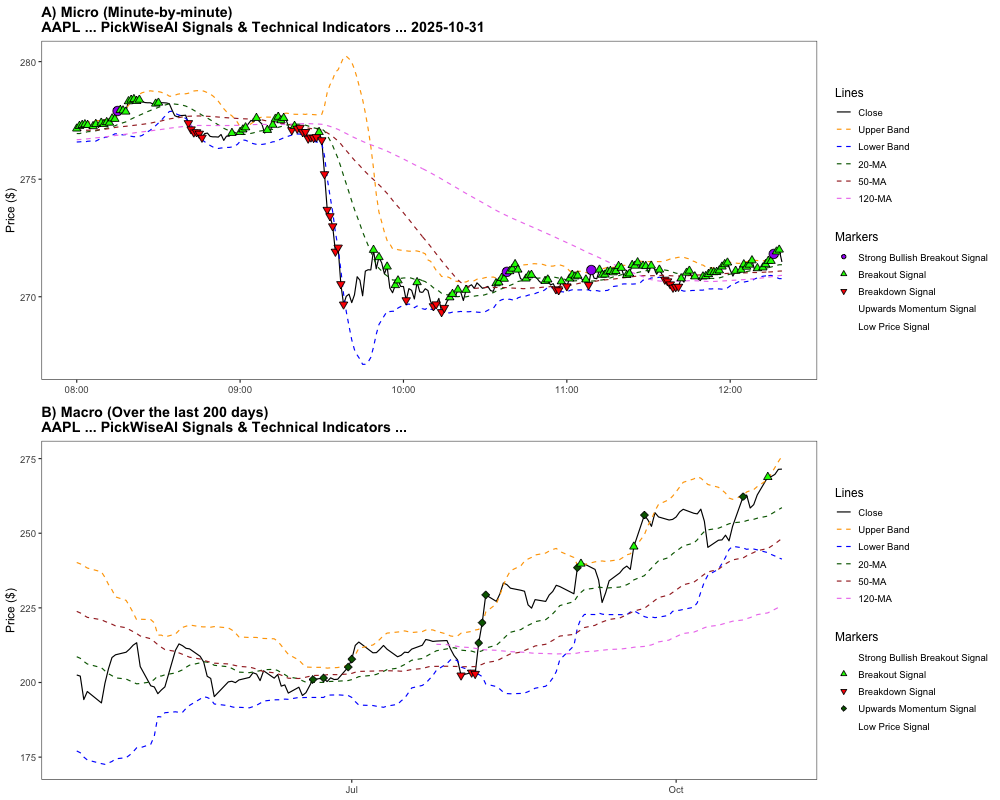 A) Micro (Minute-by-minute)
AAPL ... PickWiseAI Signals & Technical Indicators ... 2025-10-31
Price ($)
280
275
270
08:00
09:00
10:00
11:00
12:00
Lines
Close
Upper Band
Lower Band
20-MA
50-MA
120-MA
Markers
Strong Bullish Breakout Signal
Breakout Signal
Breakdown Signal
Upwards Momentum Signal
Low Price Signal
B) Macro (Over the last 200 days)
AAPL ... PickWiseAI Signals & Technical Indicators ...
Price ($)
275
250
225
200
175
Jul
Oct
Lines
Close
Upper Band
Lower Band
20-MA
50-MA
120-MA
Markers
Strong Bullish Breakout Signal
Breakout Signal
Breakdown Signal
Upwards Momentum Signal
Low Price Signal